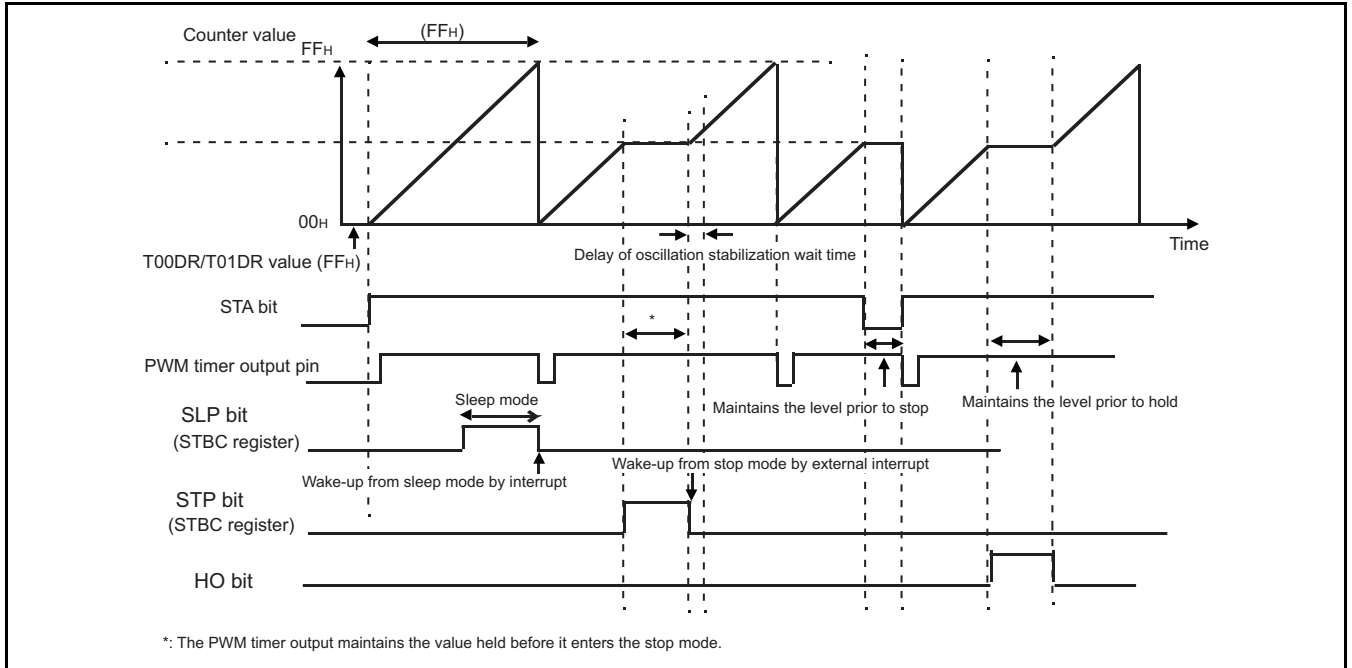 Counter value
FFH
(FFH)
00H
Time
T00DR/T01DR value (FFH)
Delay of oscillation stabilization wait time
STA bit
*
PWM timer output pin
Sleep mode
Maintains the level prior to stop
Maintains the level prior to hold
SLP bit
(STBC register)
Wake-up from sleep mode by interrupt
Wake-up from stop mode by external interrupt
STP bit
(STBC register)
HO bit
*: The PWM timer output maintains the value held before it enters the stop mode.